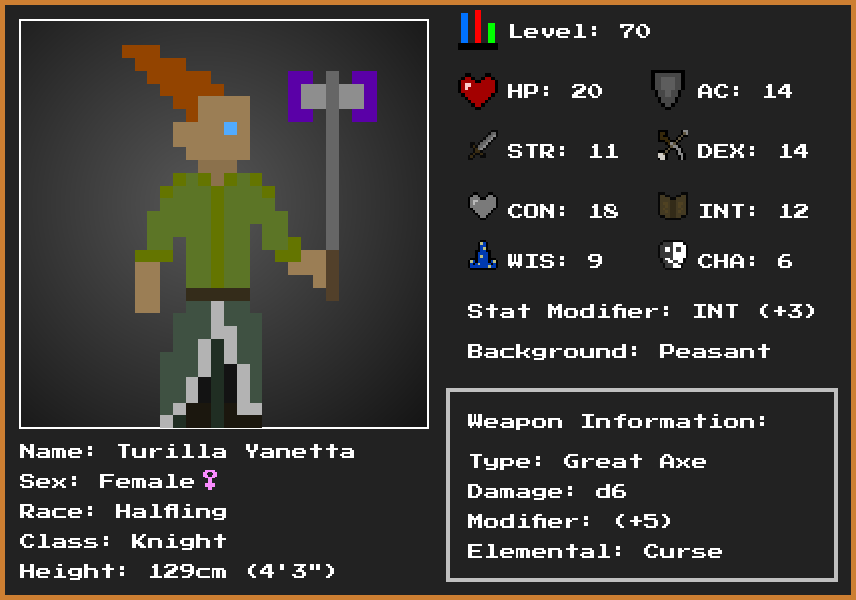 Level: 70
HP: 20 AC: 14
STR: 11 DEX: 14
CON: 18 INT: 12
WIS: 9 CHA: 6
Stat Modifier: INT (+3)
Background: Peasant
Weapon Information:
Type: Great Axe
Damage: d6
Modifier: (+5)
Elemental: Curse
Name: Turilla Yanetta
Sex: Female♀
Race: Halfling
Class: Knight
Height: 129cm (4'3")